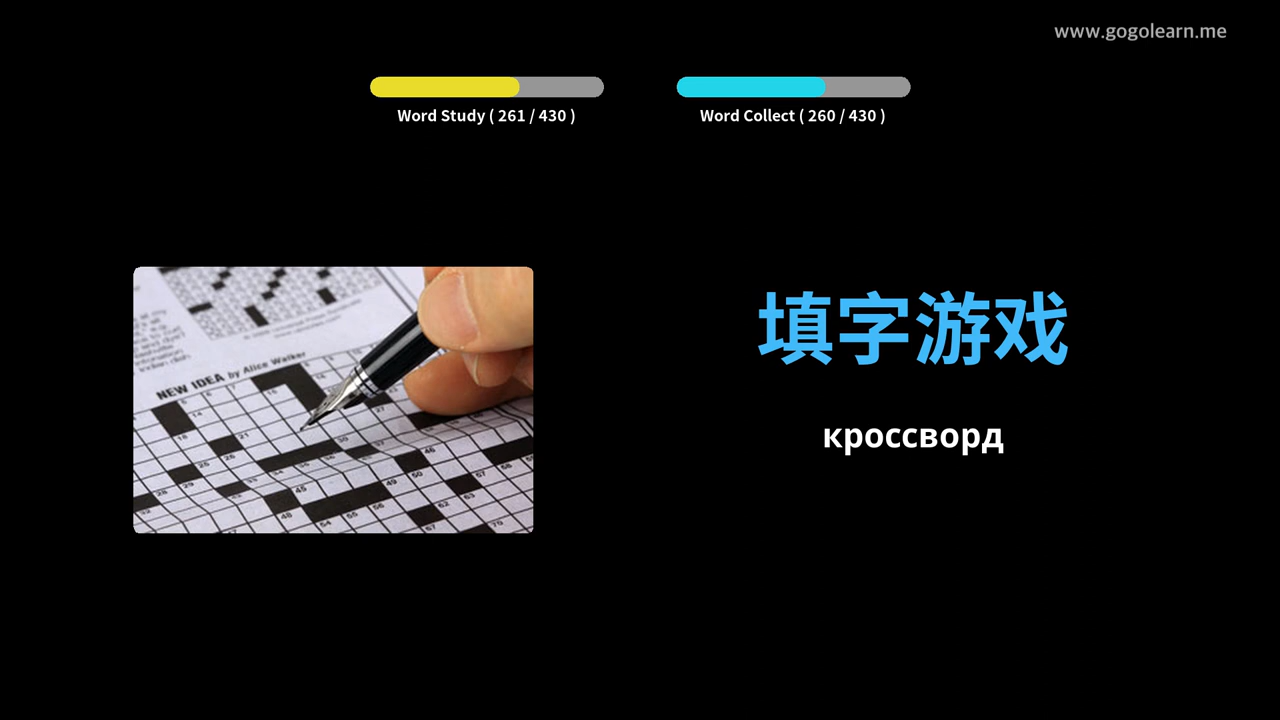 www.gogolearn.me
Word Study ( 261 / 430 )
Word Collect ( 260 / 430 )
填字游戏
кроссворд
NEW IDEA by Alice Walker